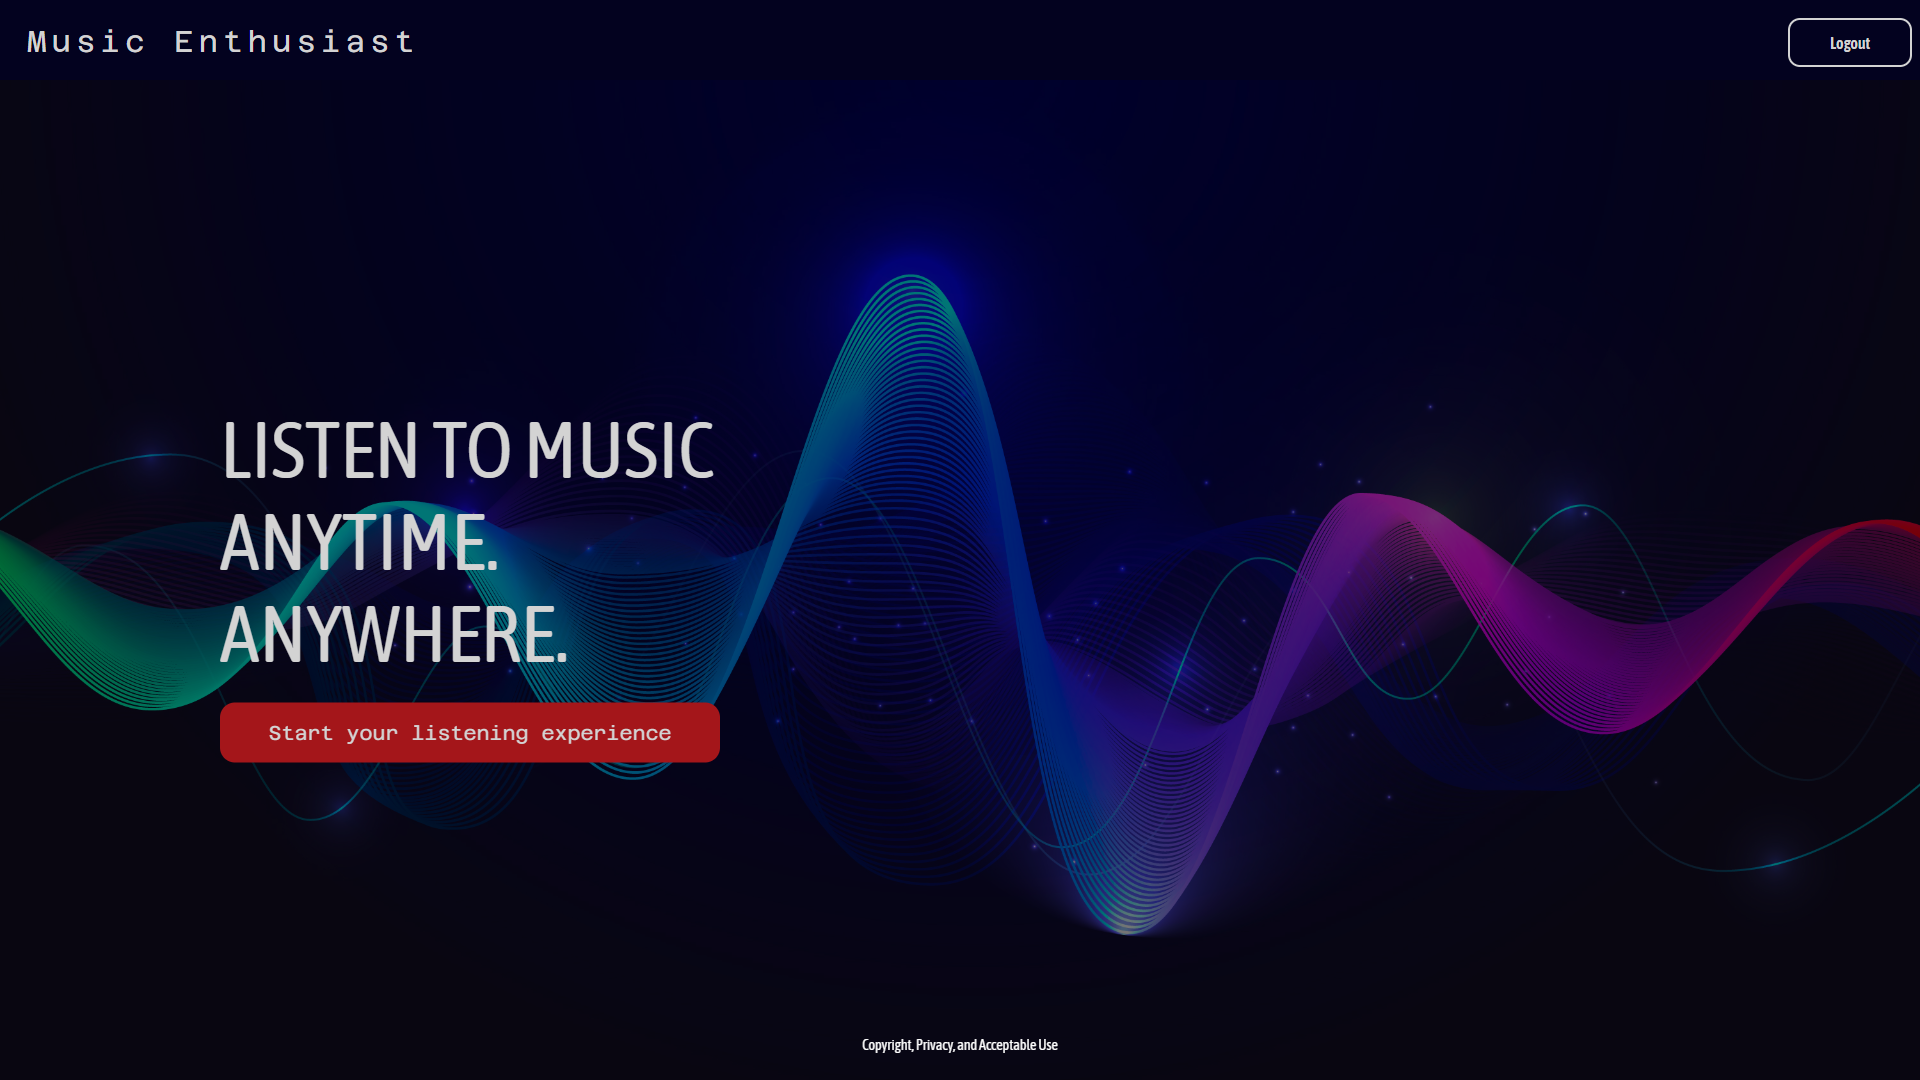 Music Enthusiast
Logout
LISTEN TO MUSIC
ANYTIME.
ANYWHERE.
Start your listening experience
Copyright, Privacy, and Acceptable Use